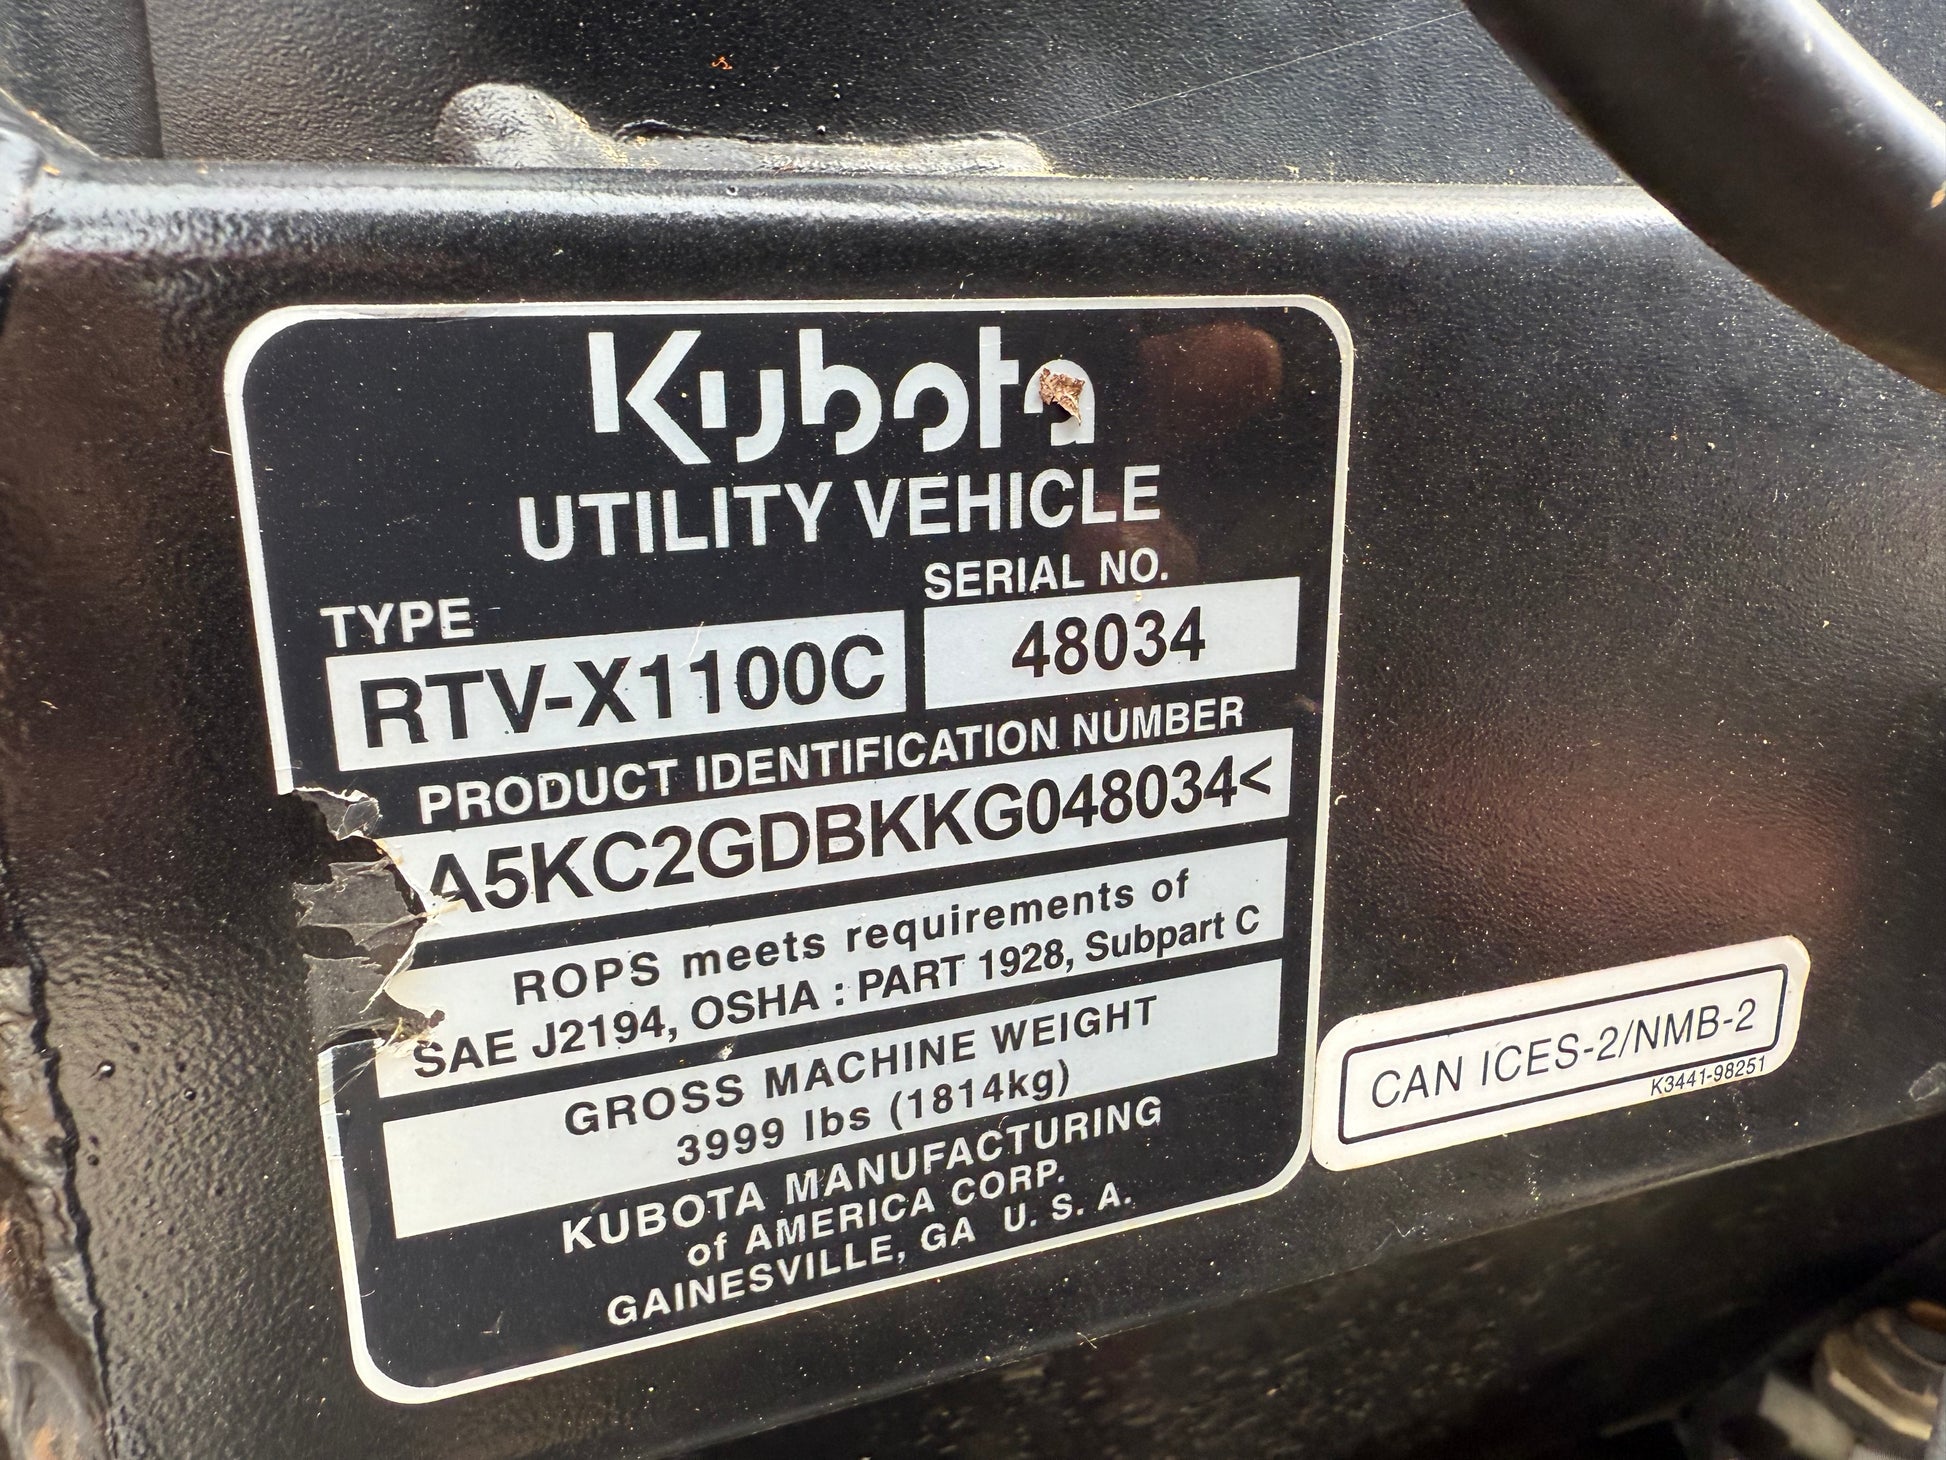 Kubota
UTILITY VEHICLE
TYPE
SERIAL NO.
RTV-X1100C
48034
PRODUCT IDENTIFICATION NUMBER
A5KC2GDBKKG048034<
ROPS meets requirements of
SAE J2194, OSHA : PART 1928, Subpart C
GROSS MACHINE WEIGHT
3999 lbs (1814kg)
KUBOTA MANUFACTURING
of AMERICA CORP.
GAINESVILLE, GA U. S. A.
CAN ICES-2/NMB-2
K3441-98251